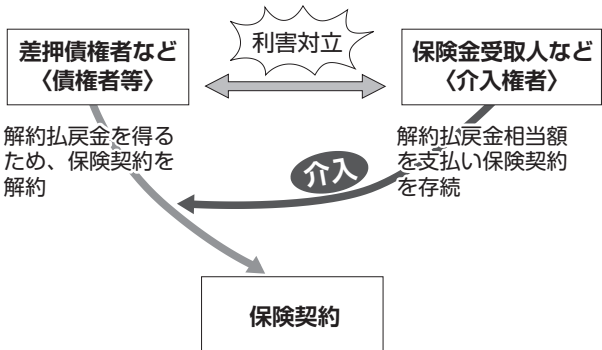 利害対立
差押債権者など
〈債権者等〉
保険金受取人など
〈介入権者〉
解約払戻金を得る
ため、保険契約を
解約
解約払戻金相当額
を支払い保険契約
を存続
介入
保険契約